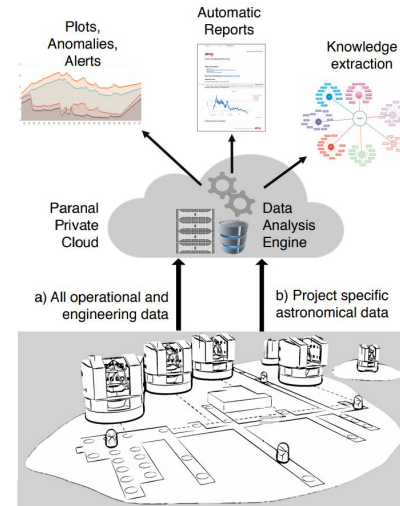 Plots,
Anomalies,
Alerts
Automatic
Reports
Knowledge
extraction
Paranal
Private
Cloud
Data
Analysis
Engine
a) All operational and
engineering data
b) Project specific
astronomical data